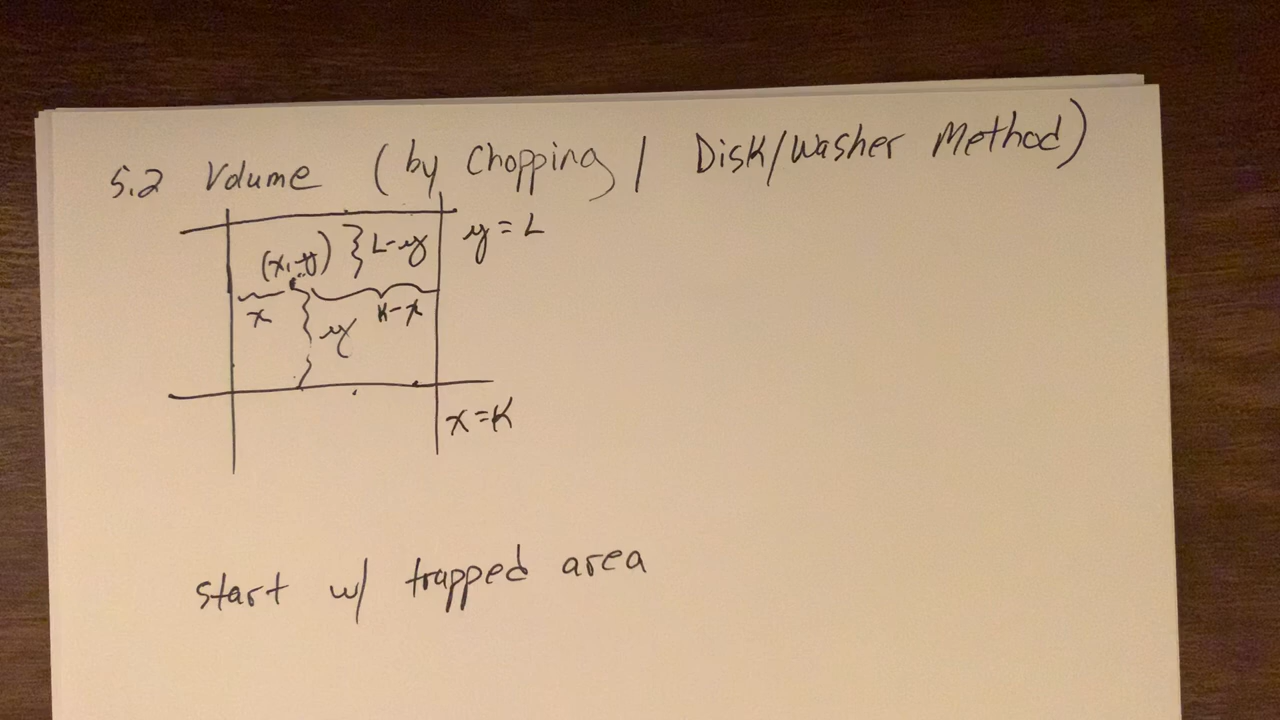 5.2 Volume (by Chopping / Disk/Washer Method)
y = L
(x,y) L-y
x K-x
y
x=K
start w/ trapped area